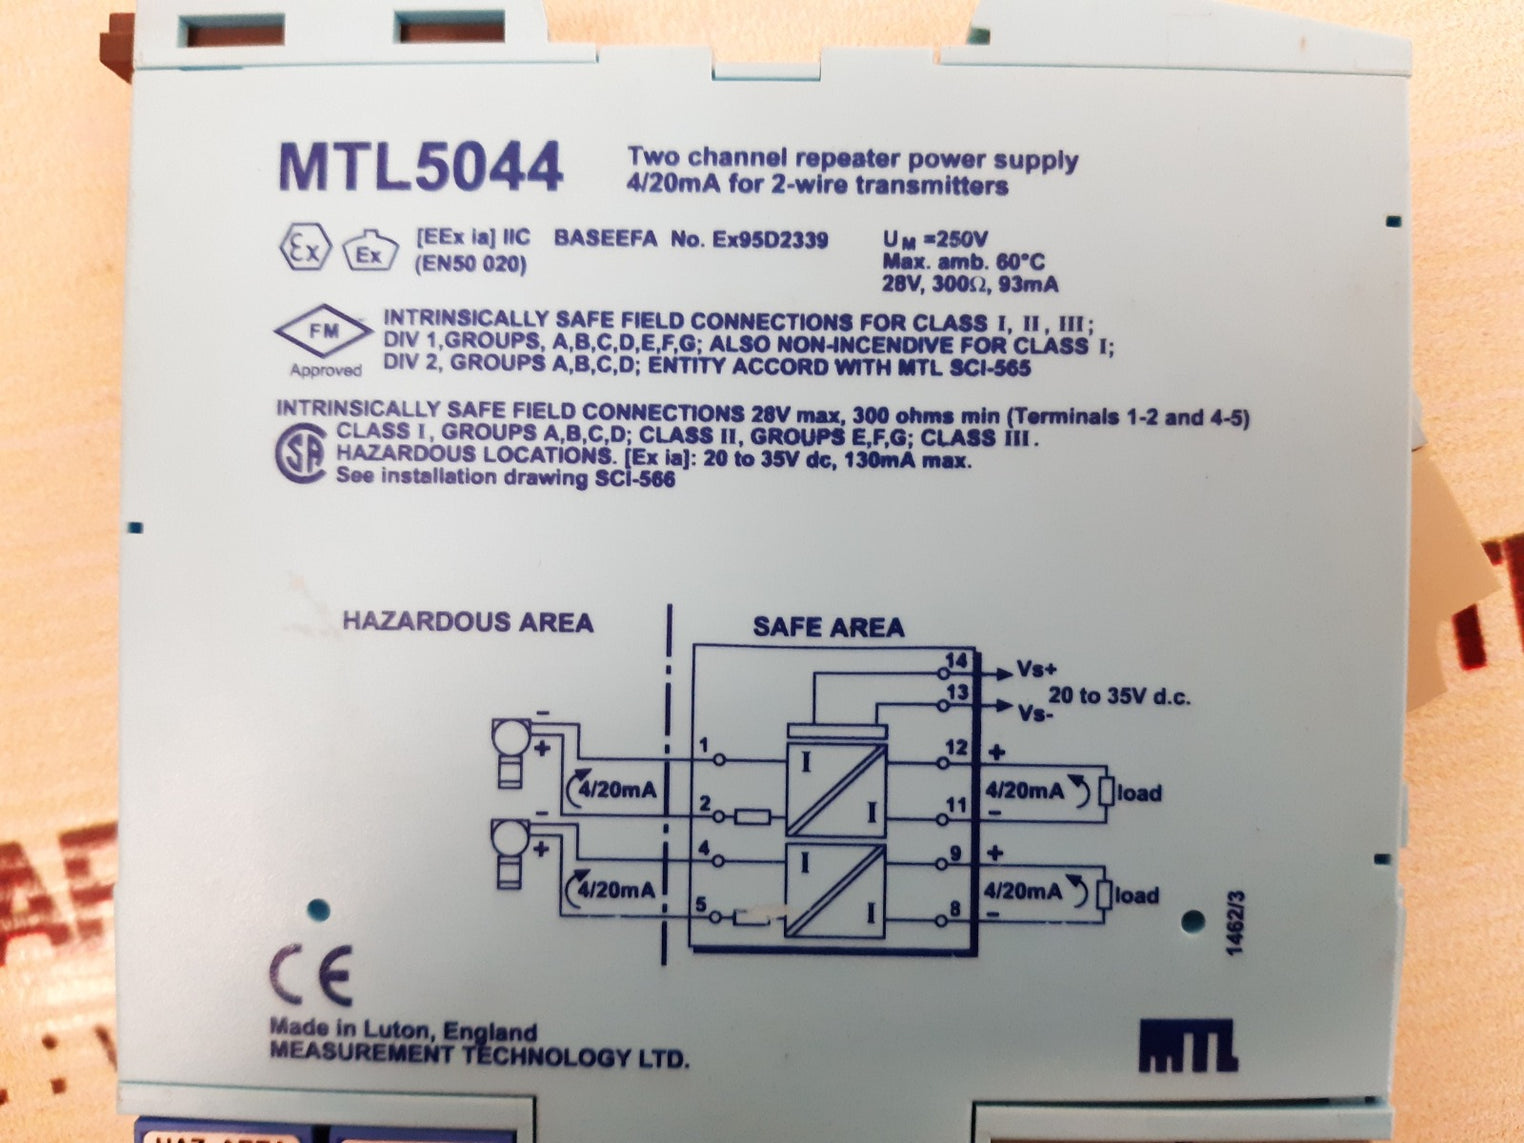 MTL5044
Two channel repeater power supply
4/20mA for 2-wire transmitters
Ex Ex
[EEx ia] IIC BASEEFA No. Ex95D2339
(EN50 020)
UM =250V
Max. amb. 60°C
28V, 300Ω, 93mA
FM
Approved
INTRINSICALLY SAFE FIELD CONNECTIONS FOR CLASS I, II, III;
DIV 1,GROUPS, A,B,C,D,E,F,G; ALSO NON-INCENDIVE FOR CLASS I;
DIV 2, GROUPS A,B,C,D; ENTITY ACCORD WITH MTL SCI-565
INTRINSICALLY SAFE FIELD CONNECTIONS 28V max, 300 ohms min (Terminals 1-2 and 4-5)
SA
CLASS I, GROUPS A,B,C,D; CLASS II, GROUPS E,F,G; CLASS III.
HAZARDOUS LOCATIONS. [Ex ia]: 20 to 35V dc, 130mA max.
See installation drawing SCI-566
HAZARDOUS AREA
SAFE AREA
14 Vs+
13 Vs-
20 to 35V d.c.
− + 4/20mA
1
2
I I
12 +
11 −
4/20mA load
− + 4/20mA
4
5
I I
9 +
8 −
4/20mA load
1462/3
CE
Made in Luton, England
MEASUREMENT TECHNOLOGY LTD.
MTL
HAZ. AREA